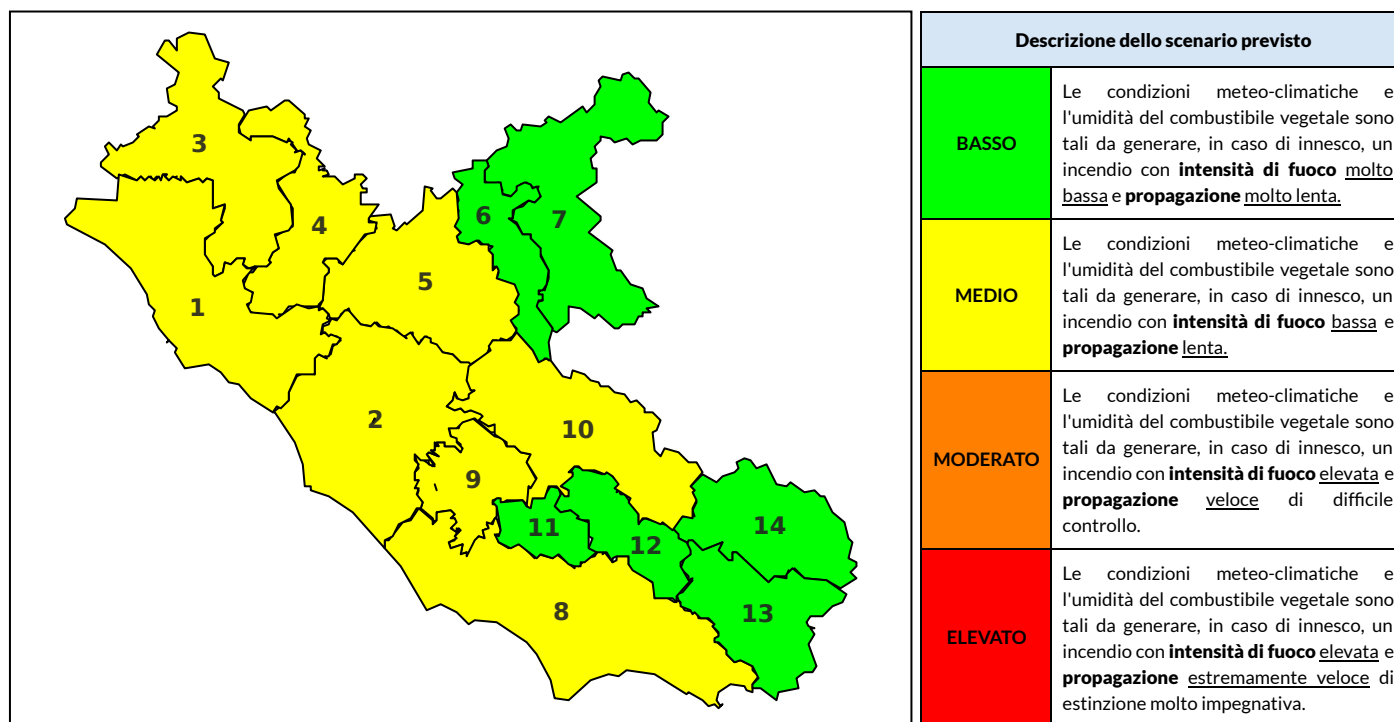 3
4
6
7
5
1
2
10
9
11
12
14
8
13
Descrizione dello scenario previsto
BASSO
Le condizioni meteo-climatiche e
l'umidità del combustibile vegetale sono
tali da generare, in caso di innesco, un
incendio con intensità di fuoco molto
bassa e propagazione molto lenta.
MEDIO
Le condizioni meteo-climatiche e
l'umidità del combustibile vegetale sono
tali da generare, in caso di innesco, un
incendio con intensità di fuoco bassa e
propagazione lenta.
MODERATO
Le condizioni meteo-climatiche e
l'umidità del combustibile vegetale sono
tali da generare, in caso di innesco, un
incendio con intensità di fuoco elevata e
propagazione veloce di difficile
controllo.
ELEVATO
Le condizioni meteo-climatiche e
l'umidità del combustibile vegetale sono
tali da generare, in caso di innesco, un
incendio con intensità di fuoco elevata e
propagazione estremamente veloce di
estinzione molto impegnativa.